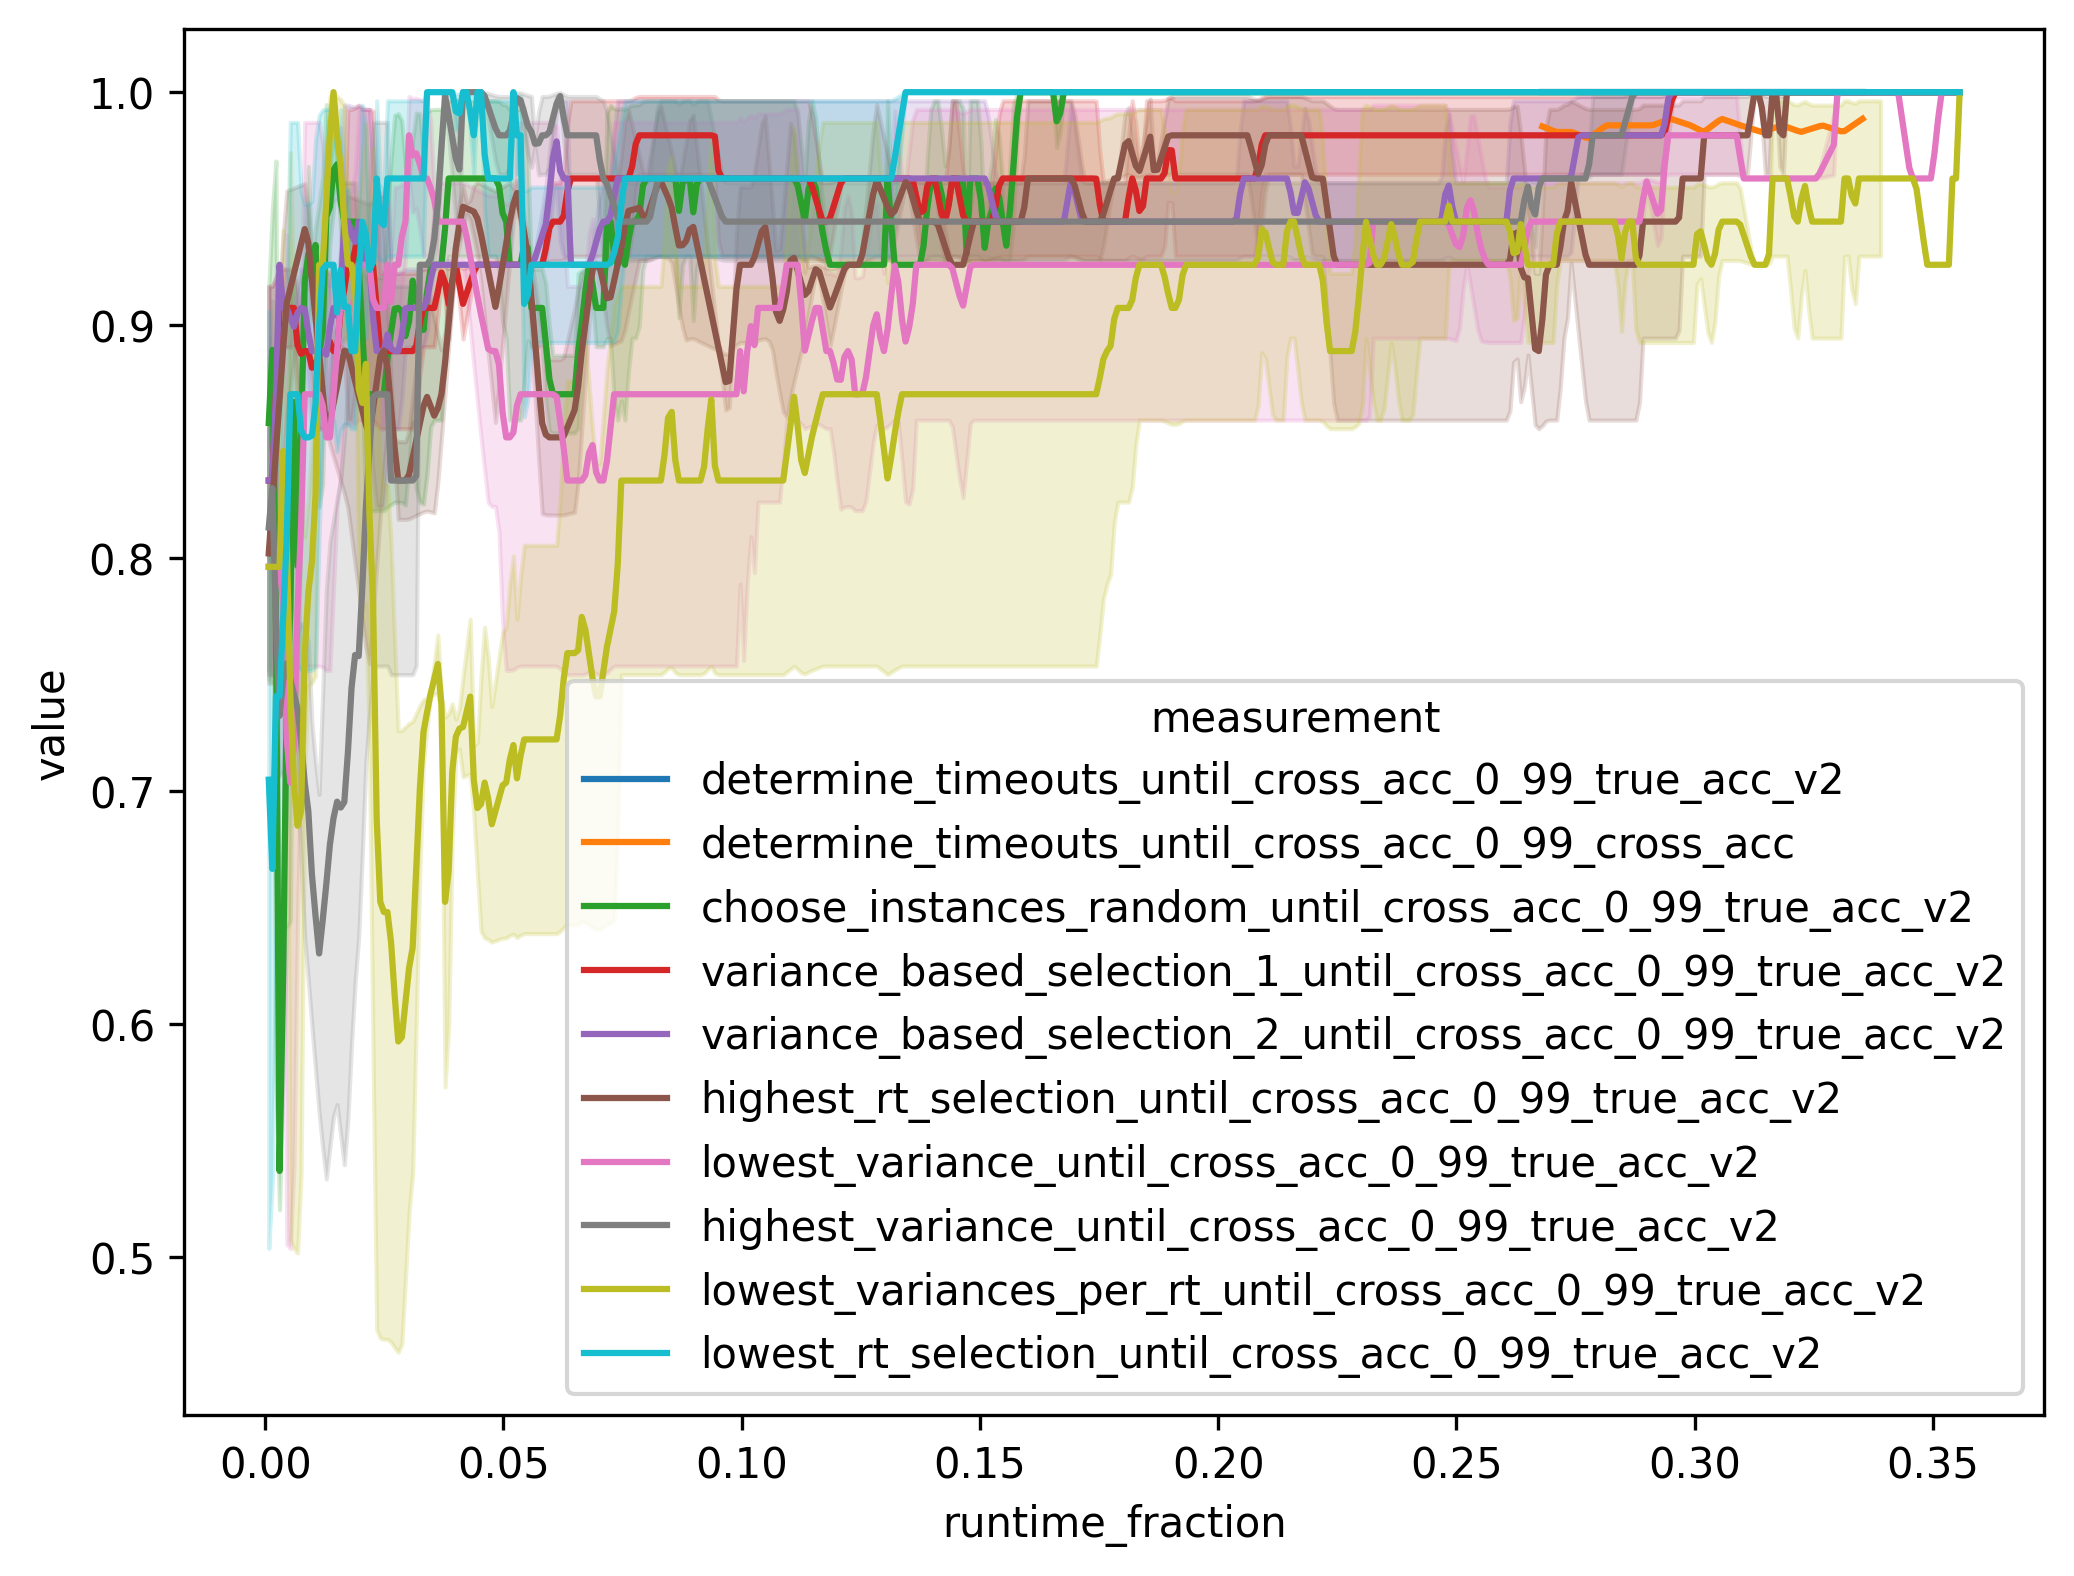 1.0
0.9
0.8
0.7
0.6
0.5
value
measurement
determine_timeouts_until_cross_acc_0_99_true_acc_v2
determine_timeouts_until_cross_acc_0_99_cross_acc
choose_instances_random_until_cross_acc_0_99_true_acc_v2
variance_based_selection_1_until_cross_acc_0_99_true_acc_v2
variance_based_selection_2_until_cross_acc_0_99_true_acc_v2
highest_rt_selection_until_cross_acc_0_99_true_acc_v2
lowest_variance_until_cross_acc_0_99_true_acc_v2
highest_variance_until_cross_acc_0_99_true_acc_v2
lowest_variances_per_rt_until_cross_acc_0_99_true_acc_v2
lowest_rt_selection_until_cross_acc_0_99_true_acc_v2
0.00 0.05 0.10 0.15 0.20 0.25 0.30 0.35
runtime_fraction